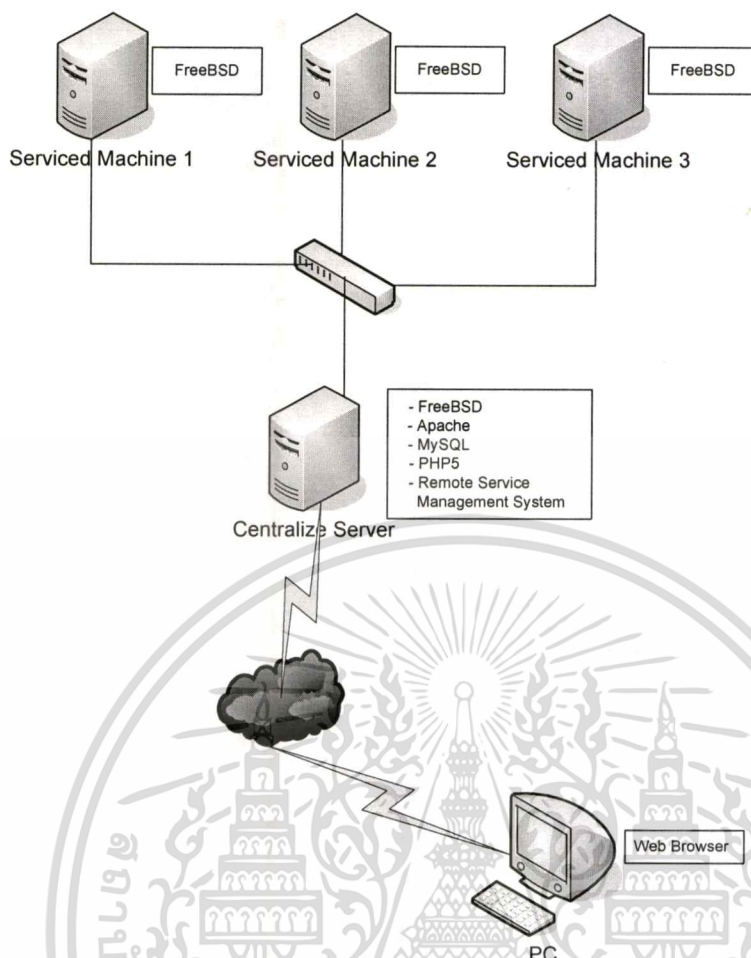 FreeBSD
FreeBSD
FreeBSD
Serviced Machine 1
Serviced Machine 2
Serviced Machine 3
- FreeBSD
- Apache
- MySQL
- PHP5
- Remote Service
Management System
Centralize Server
Web Browser
PC